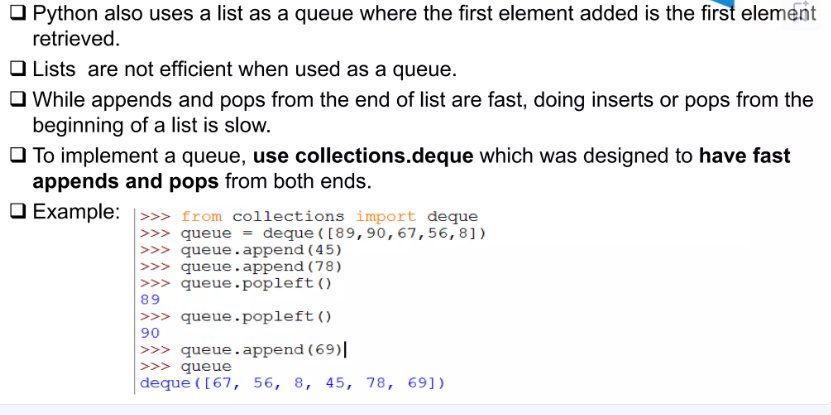 ❑ Python also uses a list as a queue where the first element added is the first element
retrieved.
❑ Lists are not efficient when used as a queue.
❑ While appends and pops from the end of list are fast, doing inserts or pops from the
beginning of a list is slow.
❑ To implement a queue, use collections.deque which was designed to have fast
appends and pops from both ends.
❑ Example:
>>> from collections import deque
>>> queue = deque([89,90,67,56,8])
>>> queue.append(45)
>>> queue.append(78)
>>> queue.popleft()
89
>>> queue.popleft()
90
>>> queue.append(69)
>>> queue
deque([67, 56, 8, 45, 78, 69])